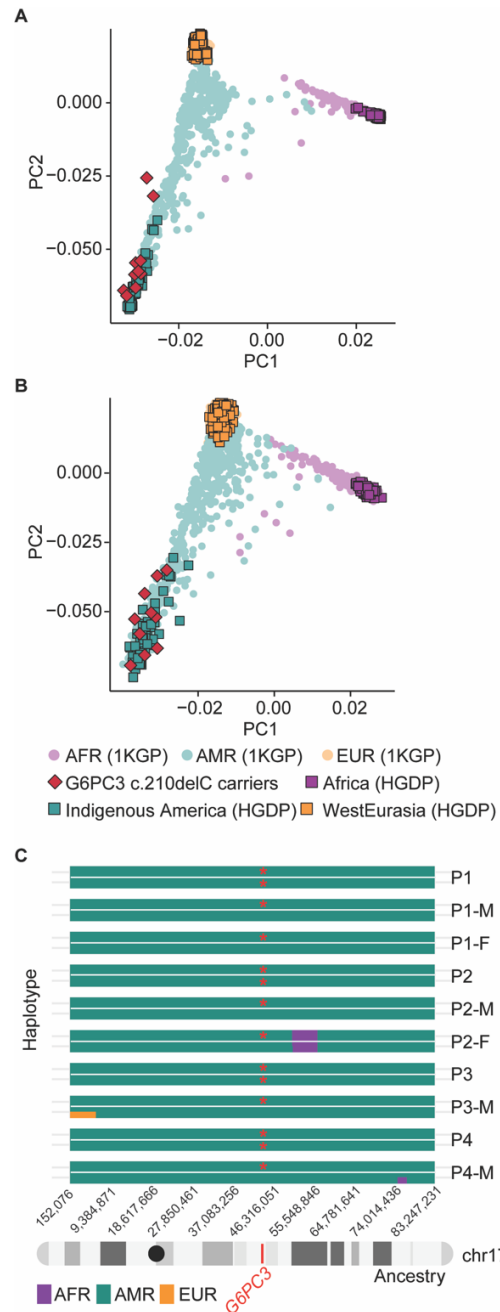 A
0.000
−0.025
−0.050
PC2
−0.02
0.00
0.02
PC1
B
0.000
−0.025
−0.050
PC2
−0.02
0.00
0.02
PC1
AFR (1KGP)
AMR (1KGP)
EUR (1KGP)
G6PC3 c.210delC carriers
Africa (HGDP)
Indigenous America (HGDP)
WestEurasia (HGDP)
C
Haplotype
P1
P1-M
P1-F
P2
P2-M
P2-F
P3
P3-M
P4
P4-M
152,076
9,384,871
18,617,666
27,850,461
37,083,256
46,316,051
55,548,846
64,781,641
74,014,436
83,247,231
chr17
G6PC3
Ancestry
AFR
AMR
EUR